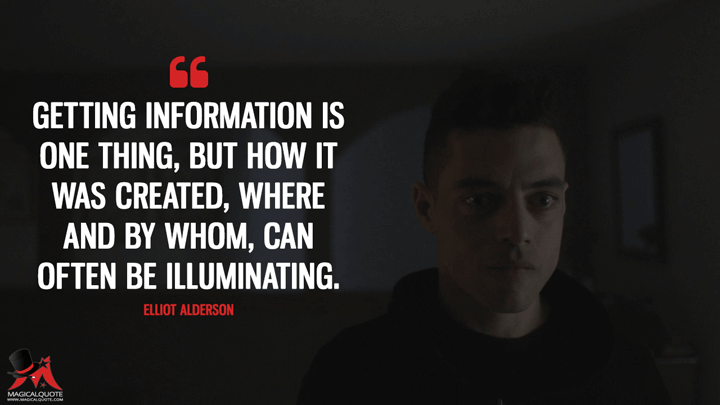 GETTING INFORMATION IS
ONE THING, BUT HOW IT
WAS CREATED, WHERE
AND BY WHOM, CAN
OFTEN BE ILLUMINATING.
ELLIOT ALDERSON
MAGICALQUOTE
WWW.MAGICALQUOTE.COM